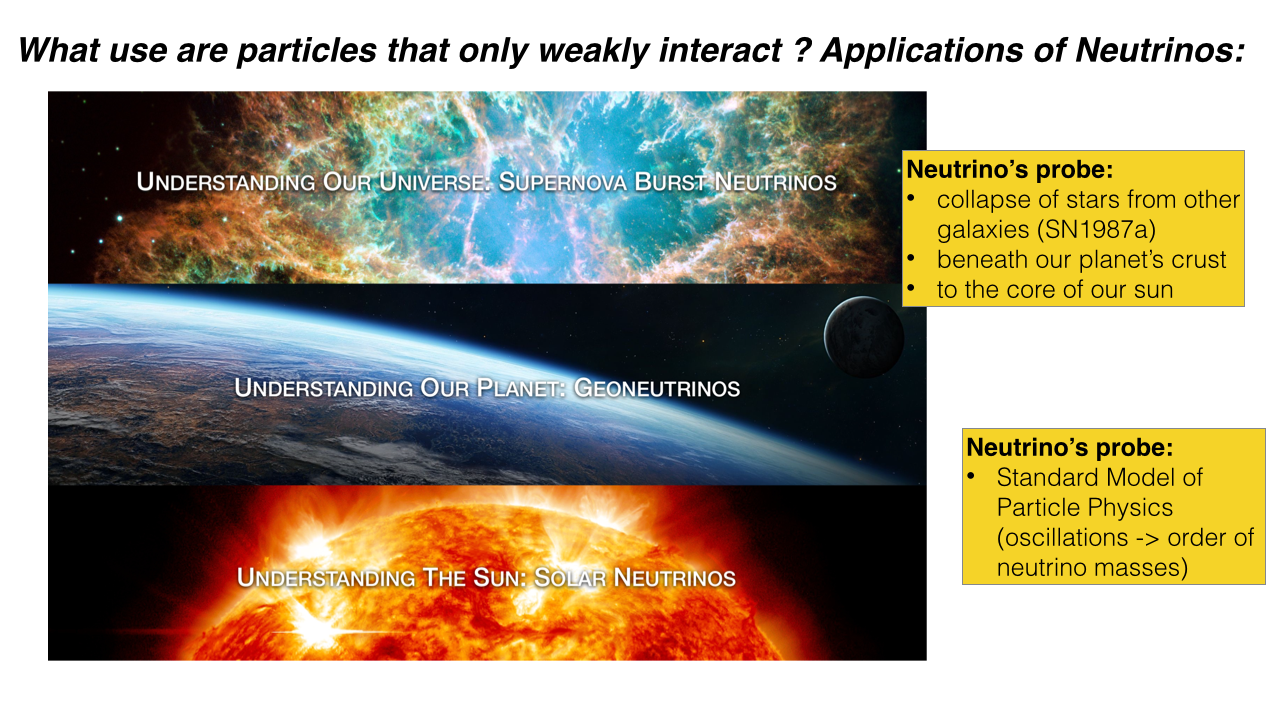 What use are particles that only weakly interact ? Applications of Neutrinos:
UNDERSTANDING OUR UNIVERSE: SUPERNOVA BURST NEUTRINOS
Neutrino’s probe:
• collapse of stars from other
galaxies (SN1987a)
• beneath our planet’s crust
• to the core of our sun
UNDERSTANDING OUR PLANET: GEONEUTRINOS
Neutrino’s probe:
• Standard Model of
Particle Physics
(oscillations -> order of
neutrino masses)
UNDERSTANDING THE SUN: SOLAR NEUTRINOS